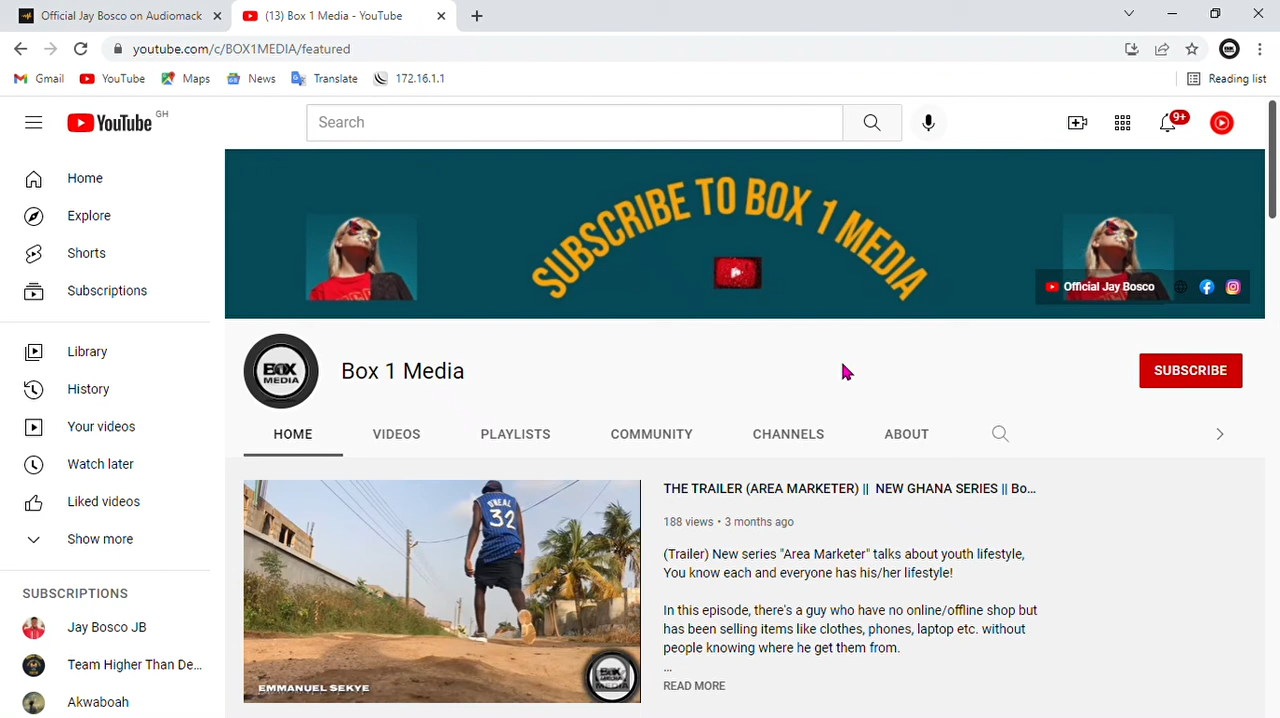 Official Jay Bosco on Audiomack
(13) Box 1 Media - YouTube
youtube.com/c/BOX1MEDIA/featured
Gmail
YouTube
Maps
News
Translate
172.16.1.1
Reading list
YouTube GH
Search
9+
Home
Explore
Shorts
Subscriptions
Library
History
Your videos
Watch later
Liked videos
Show more
SUBSCRIPTIONS
Jay Bosco JB
Team Higher Than De...
Akwaboah
SUBSCRIBE TO BOX 1 MEDIA
Official Jay Bosco
BOX
MEDIA
Box 1 Media
SUBSCRIBE
HOME
VIDEOS
PLAYLISTS
COMMUNITY
CHANNELS
ABOUT
O'NEAL
32
EMMANUEL SEKYE
THE TRAILER (AREA MARKETER) || NEW GHANA SERIES || Bo...
188 views • 3 months ago
(Trailer) New series "Area Marketer" talks about youth lifestyle,
You know each and everyone has his/her lifestyle!
In this episode, there's a guy who have no online/offline shop but
has been selling items like clothes, phones, laptop etc. without
people knowing where he get them from.
...
READ MORE